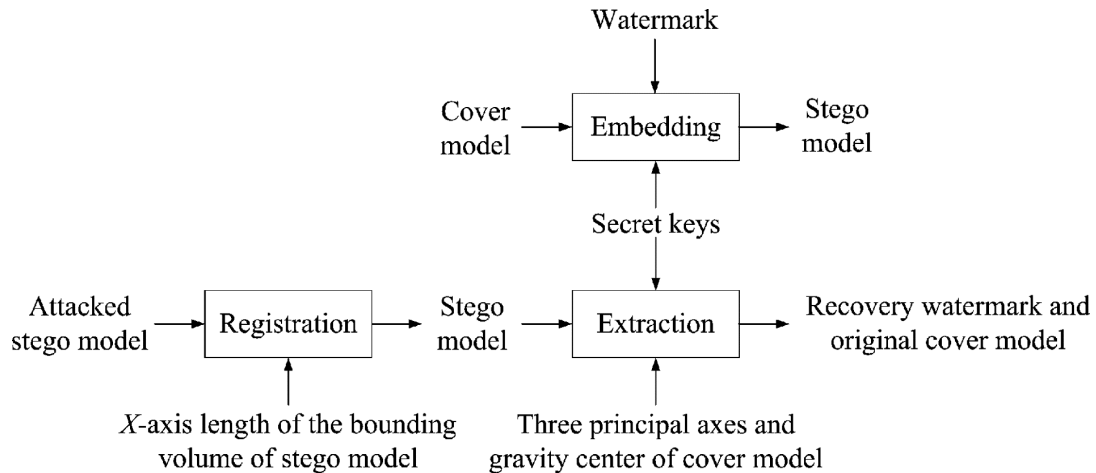 Watermark
Cover
model
Embedding
Stego
model
Secret keys
Attacked
stego model
Registration
Stego
model
Extraction
Recovery watermark and
original cover model
X-axis length of the bounding
volume of stego model
Three principal axes and
gravity center of cover model